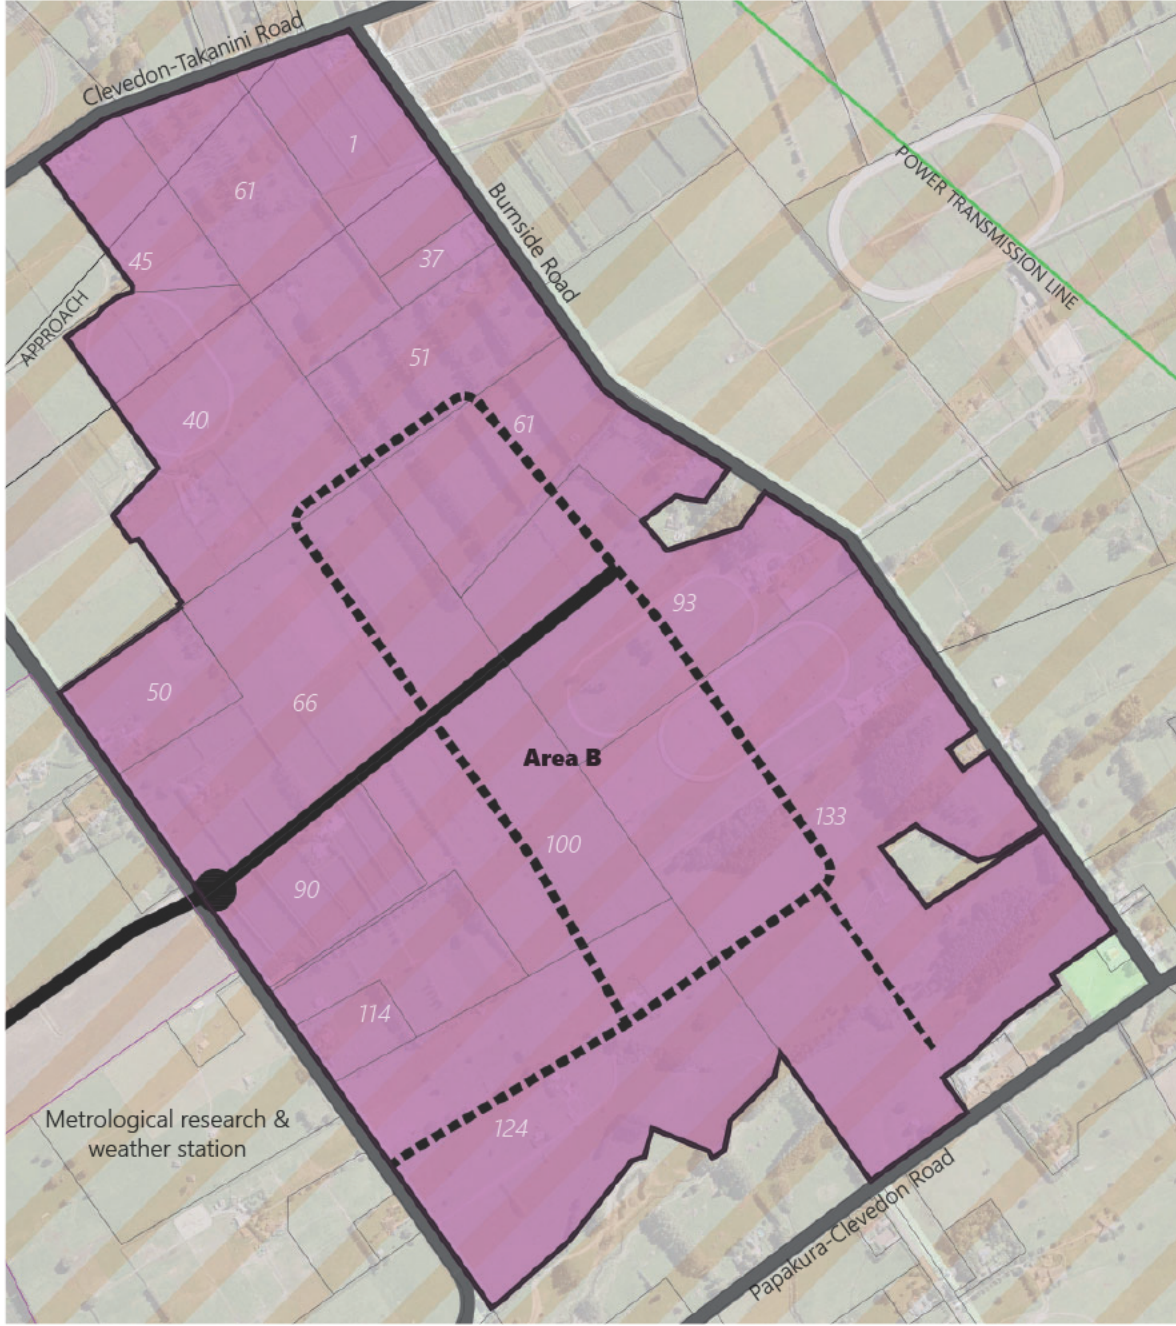 Clevedon-Takanini Road
1
61
Burnside Road
POWER TRANSMISSION LINE
45
37
APPROACH
51
40
61
93
50
66
Area B
133
100
90
114
Metrological research &
weather station
124
Papakura-Clevedon Road